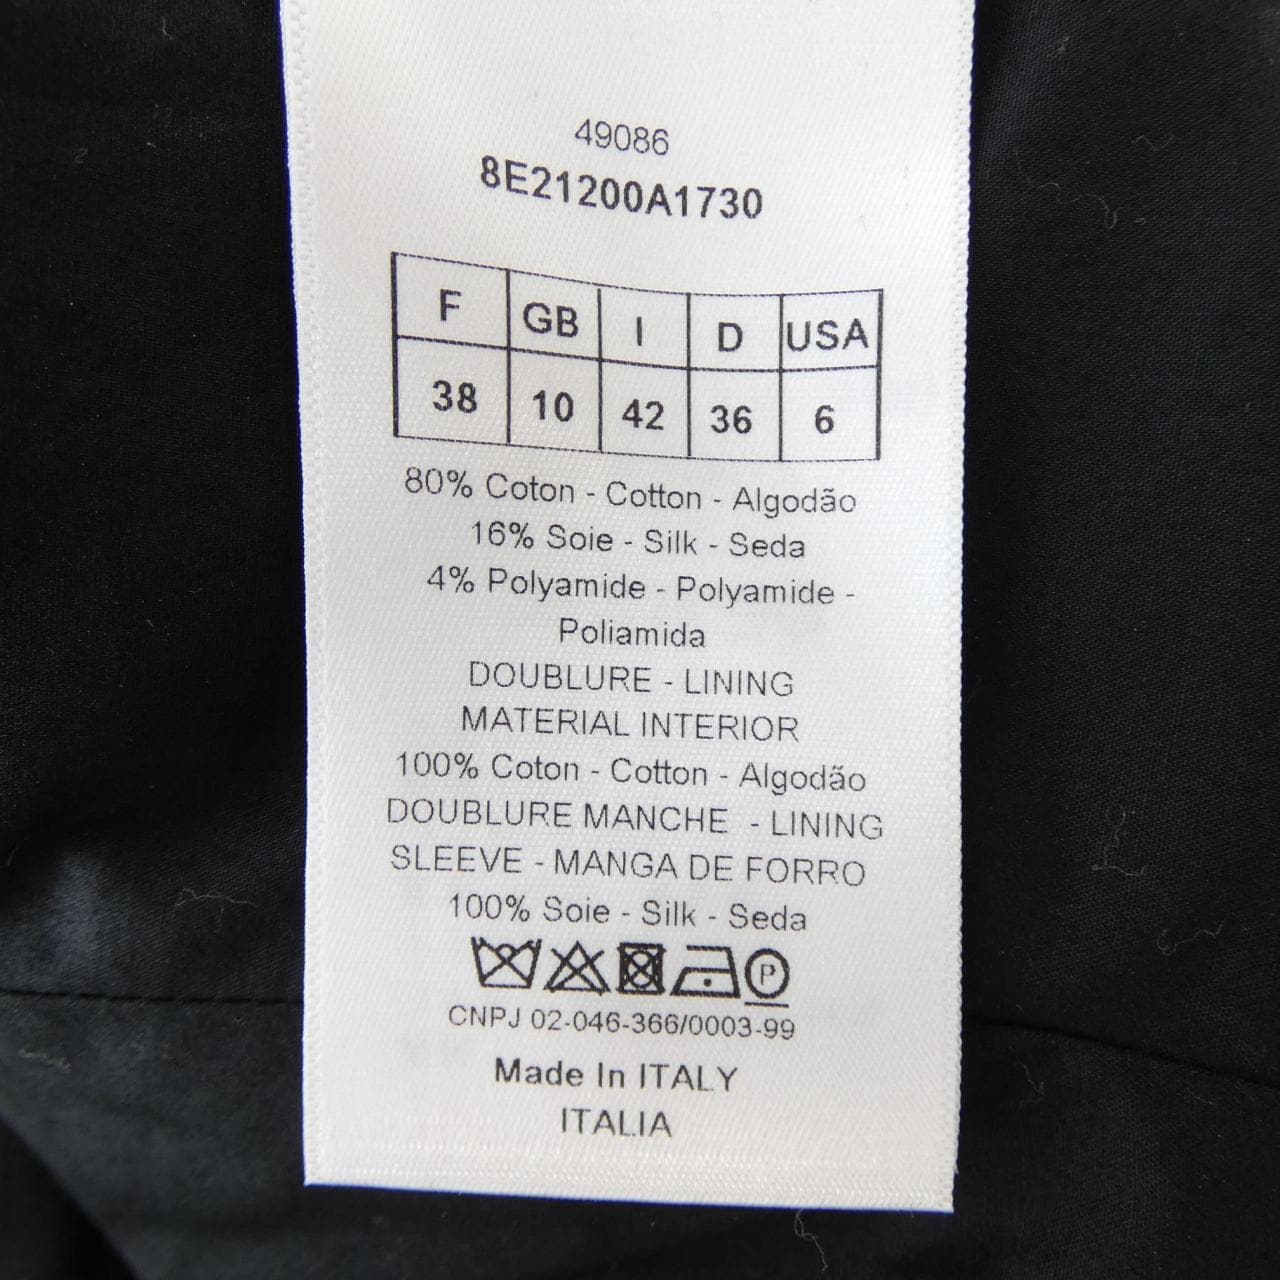 49086
8E21200A1730
F GB I D USA
38 10 42 36 6
80% Coton - Cotton - Algodão
16% Soie - Silk - Seda
4% Polyamide - Polyamide -
Poliamida
DOUBLURE - LINING
MATERIAL INTERIOR
100% Coton - Cotton - Algodão
DOUBLURE MANCHE - LINING
SLEEVE - MANGA DE FORRO
100% Soie - Silk - Seda
P
CNPJ 02-046-366/0003-99
Made In ITALY
ITALIA